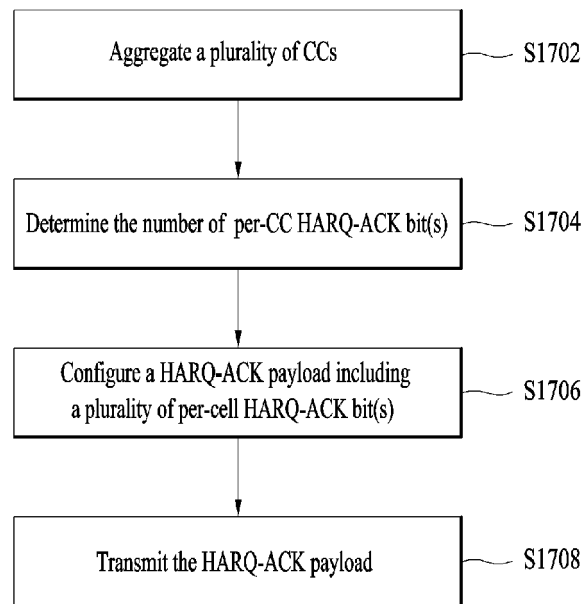 Aggregate a plurality of CCs
S1702
Determine the number of per-CC HARQ-ACK bit(s)
S1704
Configure a HARQ-ACK payload including
a plurality of per-cell HARQ-ACK bit(s)
S1706
Transmit the HARQ-ACK payload
S1708